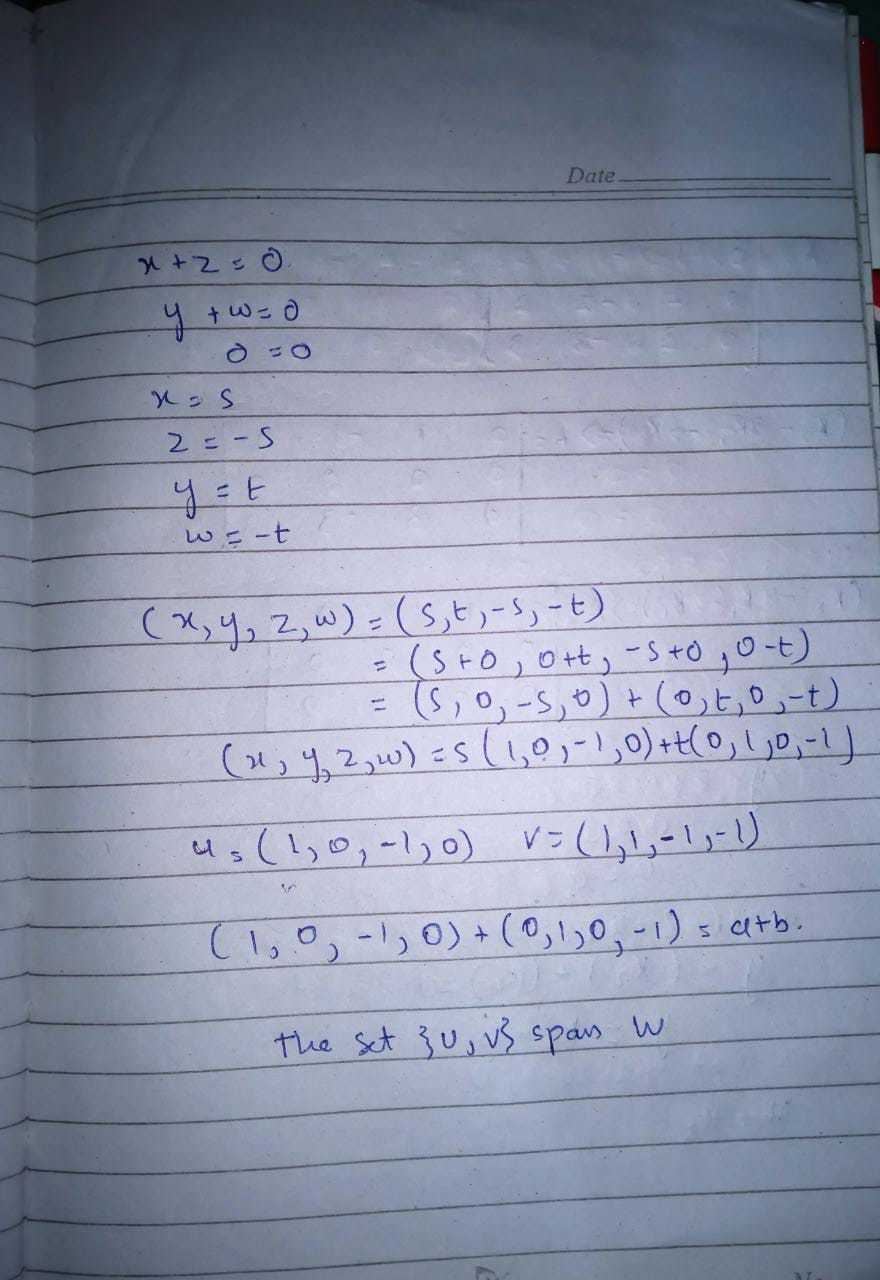 Date
x + z = 0.
y + w = 0
0 = 0
x = s
z = -s
y = t
w = -t
(x, y, z, w) = (s, t, -s, -t)
= (s+0, 0+t, -s+0, 0-t)
= (s, 0, -s, 0) + (0, t, 0, -t)
(x, y, z, w) = s(1, 0, -1, 0) + t(0, 1, 0, -1)
u = (1, 0, -1, 0) v = (1, 1, -1, -1)
(1, 0, -1, 0) + (0, 1, 0, -1) = a+b.
the set {u, v} span W